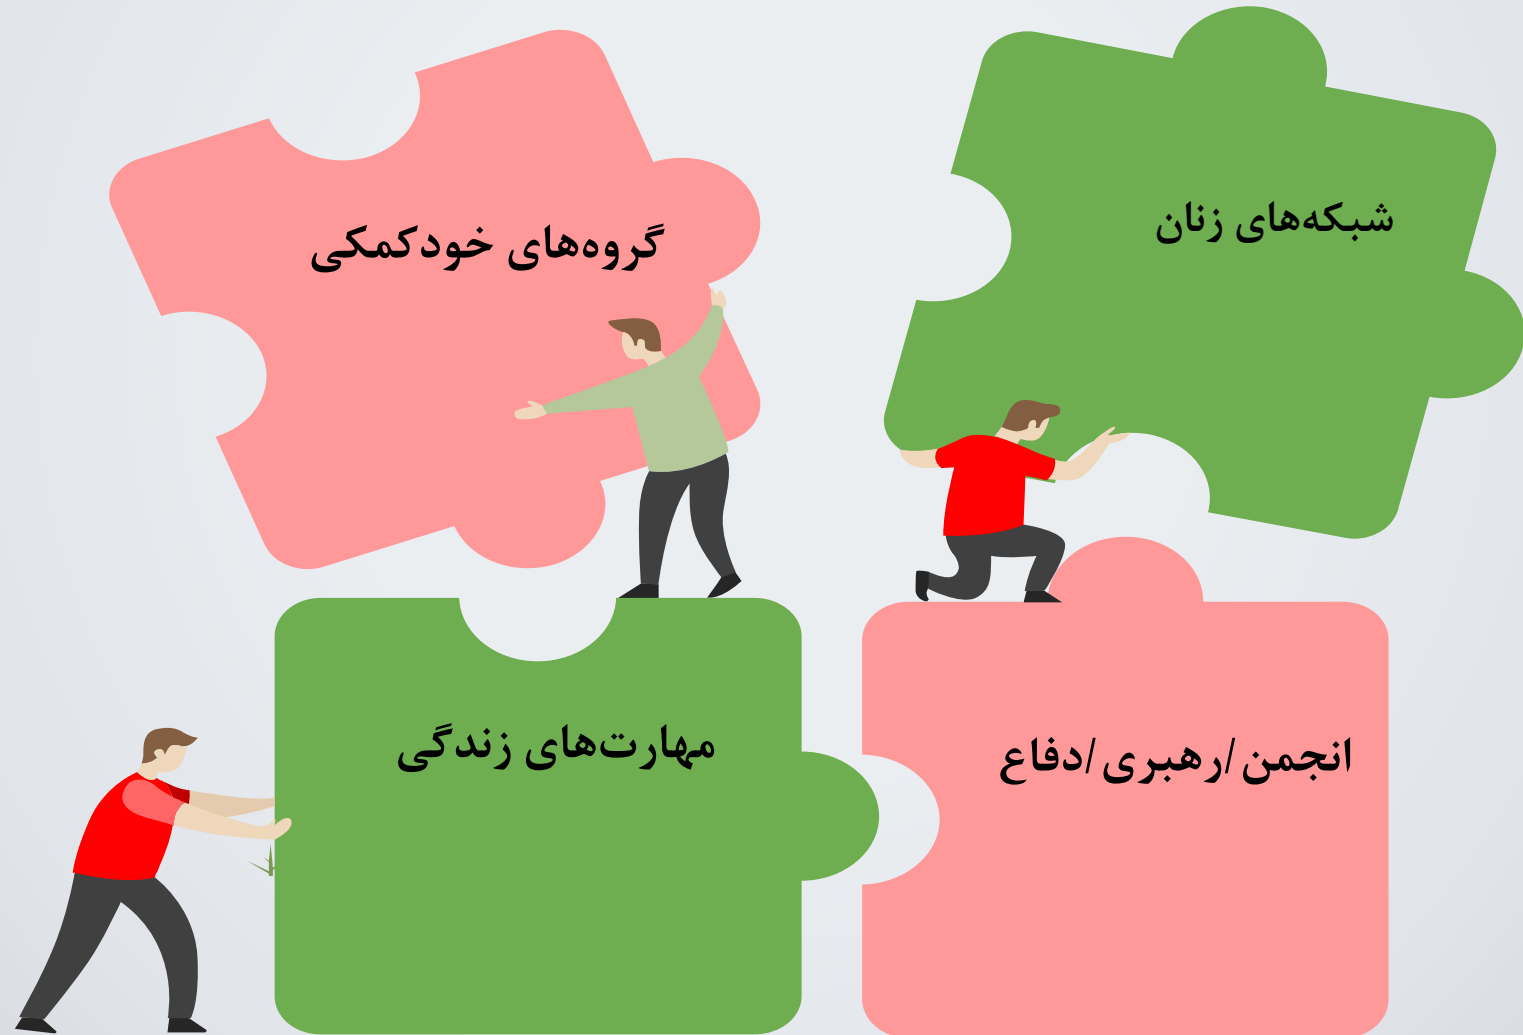 شبکه‌های زنان
گروه‌های خودکمکی
انجمن/رهبری/دفاع
مهارت‌های زندگی